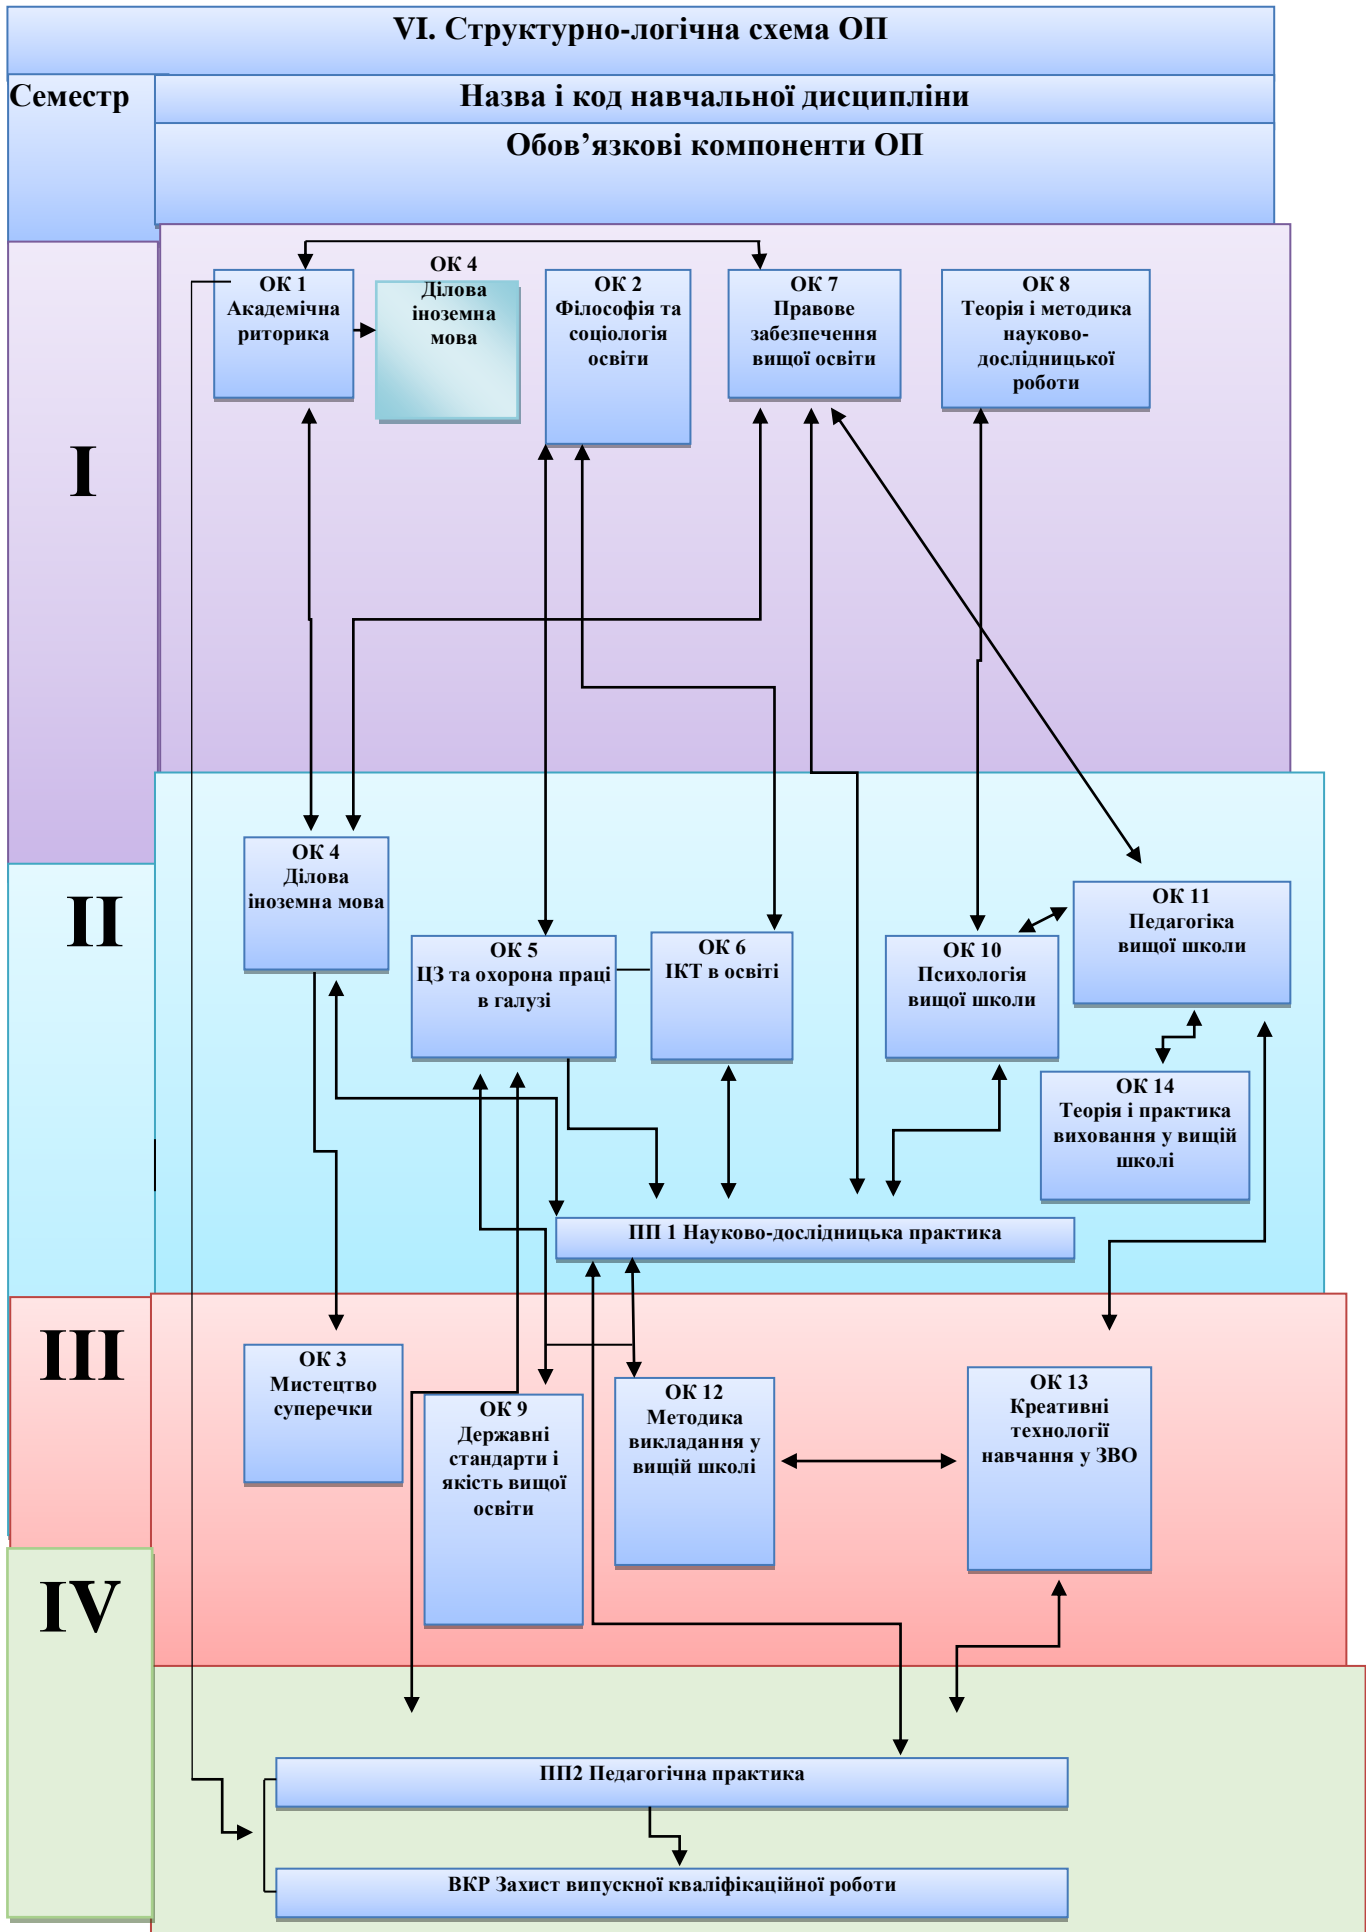 VI. Структурно-логічна схема ОП
Семестр
Назва і код навчальної дисципліни
Обов’язкові компоненти ОП
I
ОК 1
Академічна
риторика
ОК 4
Ділова
іноземна
мова
ОК 2
Філософія та
соціологія
освіти
ОК 7
Правове
забезпечення
вищої освіти
ОК 8
Теорія і методика
науково-
дослідницької
роботи
II
ОК 4
Ділова
іноземна мова
ОК 5
ЦЗ та охорона праці
в галузі
ОК 6
ІКТ в освіті
ОК 10
Психологія
вищої школи
ОК 11
Педагогіка
вищої школи
ОК 14
Теорія і практика
виховання у вищій
школі
ПП 1 Науково-дослідницька практика
III
ОК 3
Мистецтво
суперечки
ОК 9
Державні
стандарти і
якість вищої
освіти
ОК 12
Методика
викладання у
вищій школі
ОК 13
Креативні
технології
навчання у ЗВО
IV
ПП2 Педагогічна практика
ВКР Захист випускної кваліфікаційної роботи